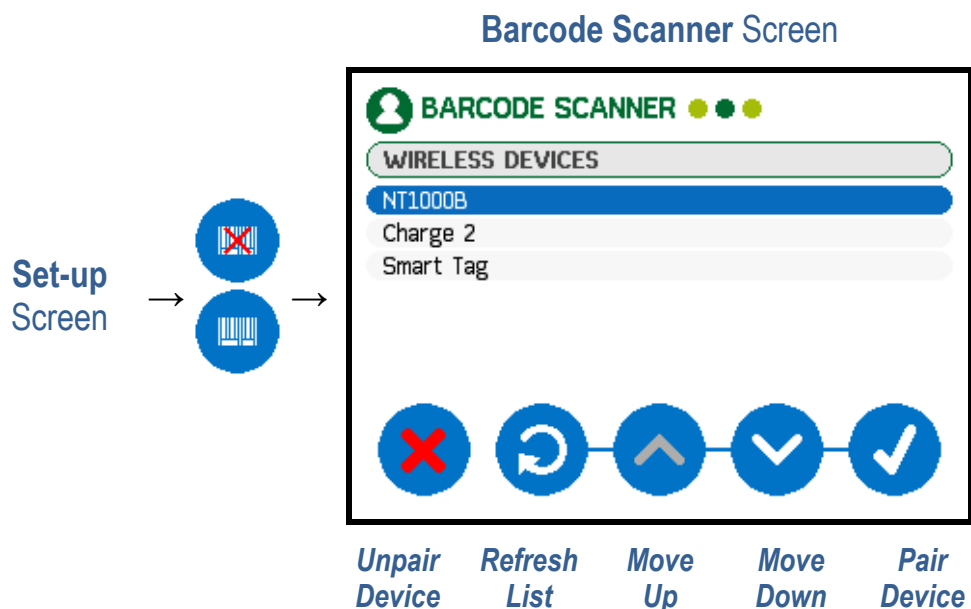 Barcode Scanner Screen
BARCODE SCANNER
WIRELESS DEVICES
NT1000B
Charge 2
Smart Tag
Set-up
Screen
→
→
Unpair Device
Refresh List
Move Up
Move Down
Pair Device